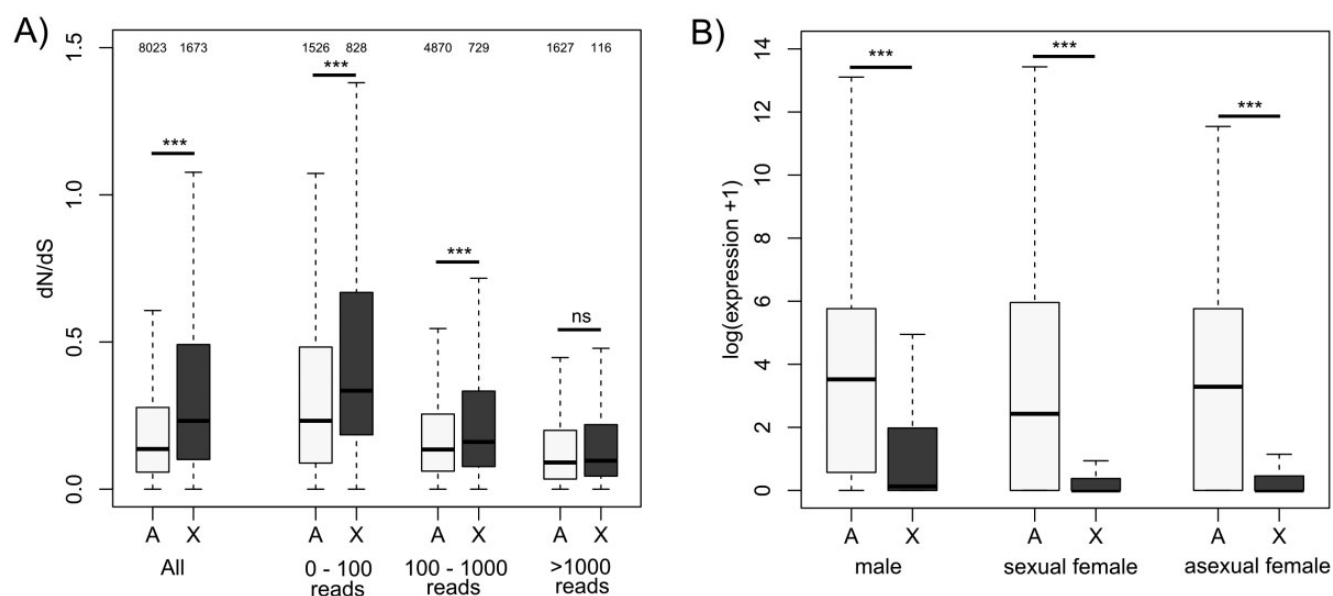 A)
8023 1673 1526 828 4870 729 1627 116
*** *** *** ns
dN/dS
1.5
1.0
0.5
0.0
A X A X A X A X
All 0 - 100 reads 100 - 1000 reads >1000 reads
B)
*** *** ***
log(expression +1)
14
12
10
8
6
4
2
0
A X A X A X
male sexual female asexual female